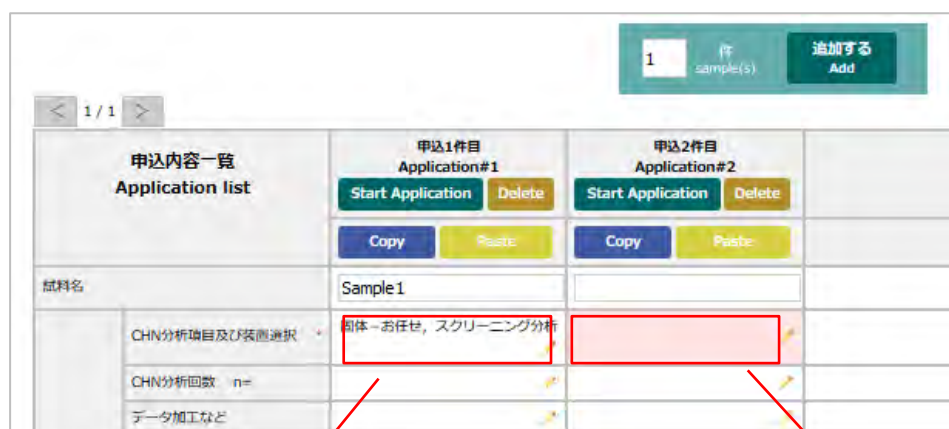 1 件 追加する
sample(s) Add
< 1 / 1 >
申込内容一覧
Application list
申込1件目
Application#1
Start Application Delete
Copy Paste
申込2件目
Application#2
Start Application Delete
Copy Paste
試料名 Sample1
CHN分析項目及び装置選択 * 固体－お任せ，スクリーニング分析
CHN分析回数 n=
データ加工など